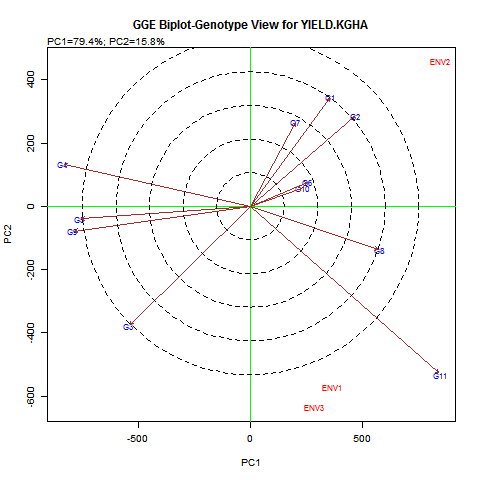 GGE Biplot-Genotype View for YIELD.KGHA
PC1=79.4%; PC2=15.8%
ENV2
400
G1
G2
G7
200
G4
G6
G10
0
G9
G8
-200
PC2
G3
-400
G11
ENV1
-600
ENV3
-500
0
500
PC1